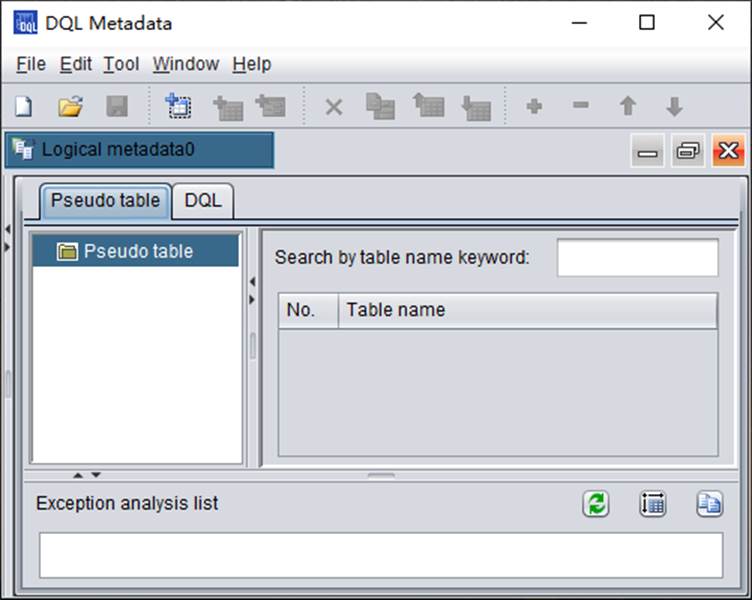 DQL DQL Metadata
File Edit Tool Window Help
Logical metadata0
Pseudo table DQL
Pseudo table
Search by table name keyword:
No. Table name
Exception analysis list